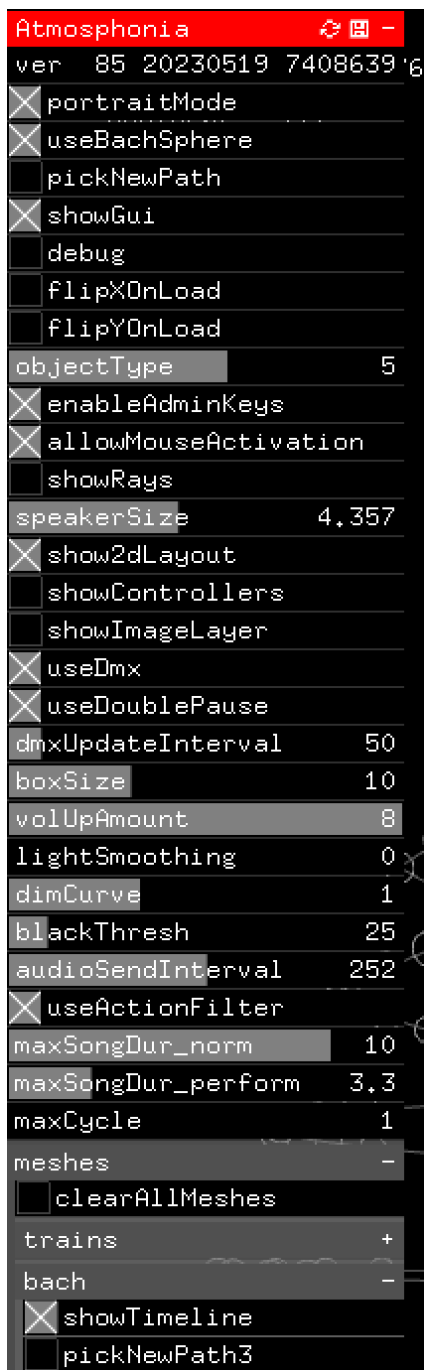 Atmosphonia -
ver 85 20230519 7408639 '6
portraitMode
useBachSphere
pickNewPath
showGui
debug
flipXOnLoad
flipYOnLoad
objectType 5
enableAdminKeys
allowMouseActivation
showRays
speakerSize 4.357
show2dLayout
showControllers
showImageLayer
useDmx
useDoublePause
dmxUpdateInterval 50
boxSize 10
volUpAmount 8
lightSmoothing 0
dimCurve 1
blackThresh 25
audioSendInterval 252
useActionFilter
maxSongDur_norm 10
maxSongDur_perform 3.3
maxCycle 1
meshes -
clearAllMeshes
trains +
bach -
showTimeline
pickNewPath3